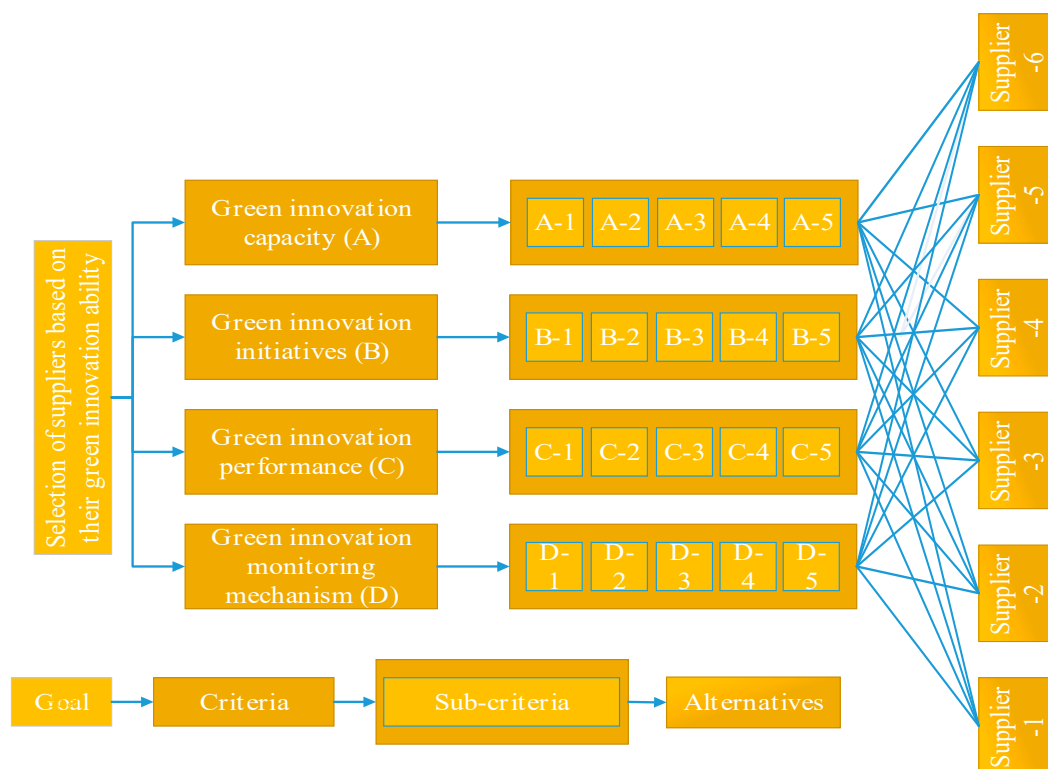 Selection of suppliers based on
their green innovation ability
Green innovation
capacity (A)
A-1 A-2 A-3 A-4 A-5
Green innovation
initiatives (B)
B-1 B-2 B-3 B-4 B-5
Green innovation
performance (C)
C-1 C-2 C-3 C-4 C-5
Green innovation
monitoring
mechanism (D)
D-
1
D-
2
D-
3
D-
4
D-
5
Supplier
-6
Supplier
-5
Supplier
-4
Supplier
-3
Supplier
-2
Supplier
-1
Goal
Criteria
Sub-criteria
Alternatives